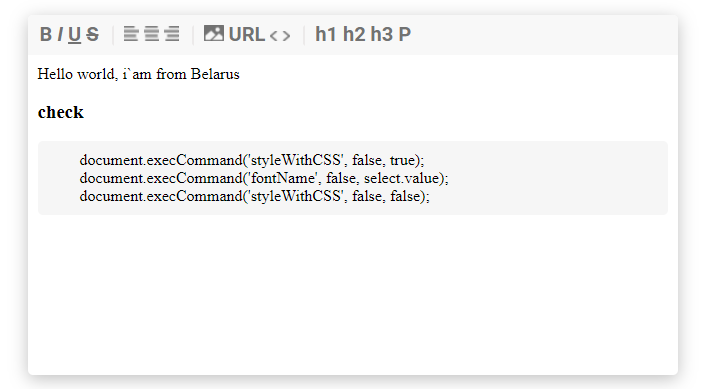 B I U S URL <> h1 h2 h3 P
Hello world, i`am from Belarus
check
document.execCommand('styleWithCSS', false, true);
document.execCommand('fontName', false, select.value);
document.execCommand('styleWithCSS', false, false);